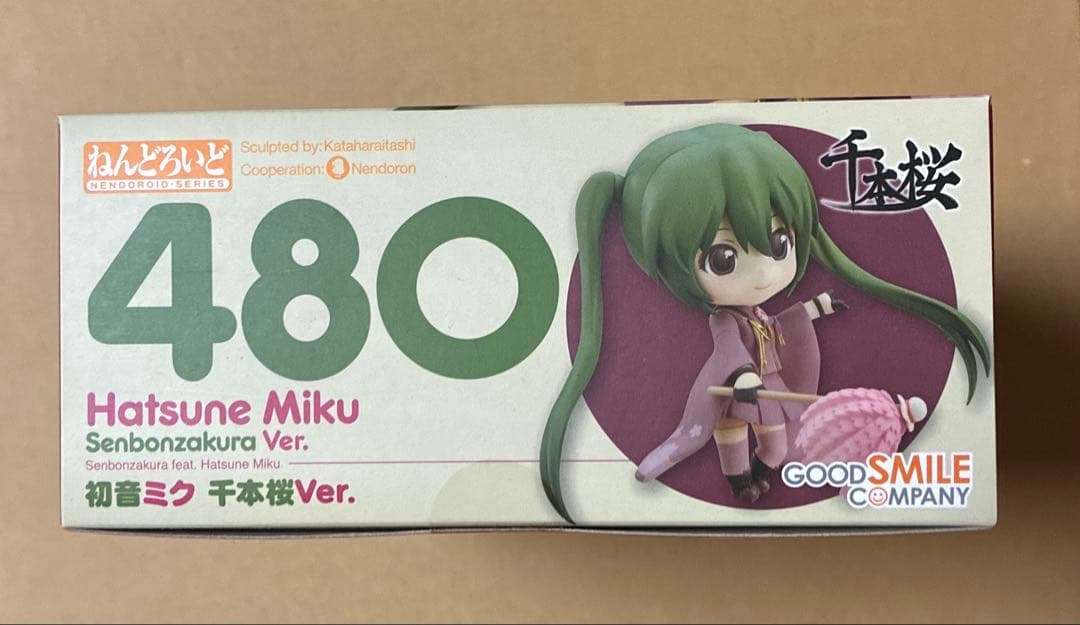 ねんどろいど
NENDOROID·SERIES
Sculpted by:Kataharaitashi
Cooperation: Nendoron
480
Hatsune Miku
Senbonzakura Ver.
Senbonzakura feat. Hatsune Miku
初音ミク 千本桜Ver.
千本桜
GOOD SMILE
COMPANY